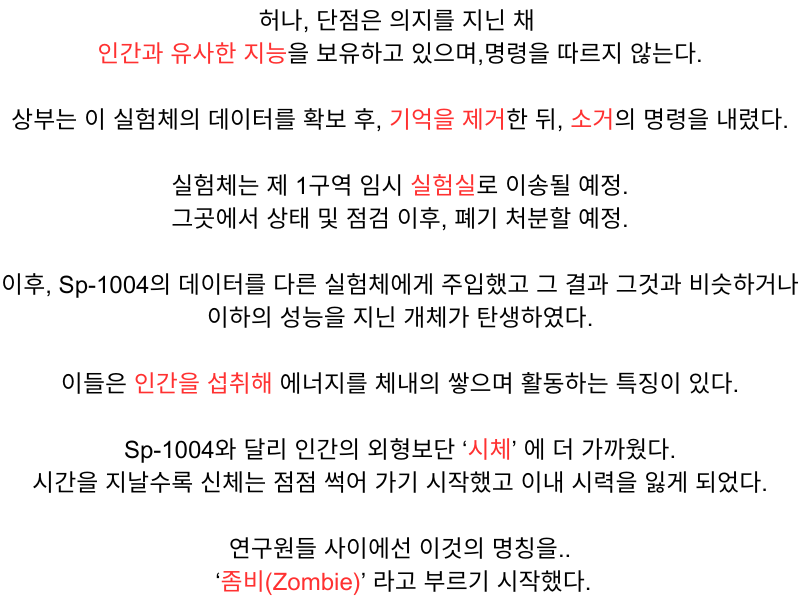 허나, 단점은 의지를 지닌 채
인간과 유사한 지능을 보유하고 있으며,명령을 따르지 않는다.
상부는 이 실험체의 데이터를 확보 후, 기억을 제거한 뒤, 소거의 명령을 내렸다.
실험체는 제 1구역 임시 실험실로 이송될 예정.
그곳에서 상태 및 점검 이후, 폐기 처분할 예정.
이후, Sp-1004의 데이터를 다른 실험체에게 주입했고 그 결과 그것과 비슷하거나
이하의 성능을 지닌 개체가 탄생하였다.
이들은 인간을 섭취해 에너지를 체내의 쌓으며 활동하는 특징이 있다.
Sp-1004와 달리 인간의 외형보단 ‘시체’ 에 더 가까웠다.
시간을 지날수록 신체는 점점 썩어 가기 시작했고 이내 시력을 잃게 되었다.
연구원들 사이에선 이것의 명칭을..
‘좀비(Zombie)’ 라고 부르기 시작했다.